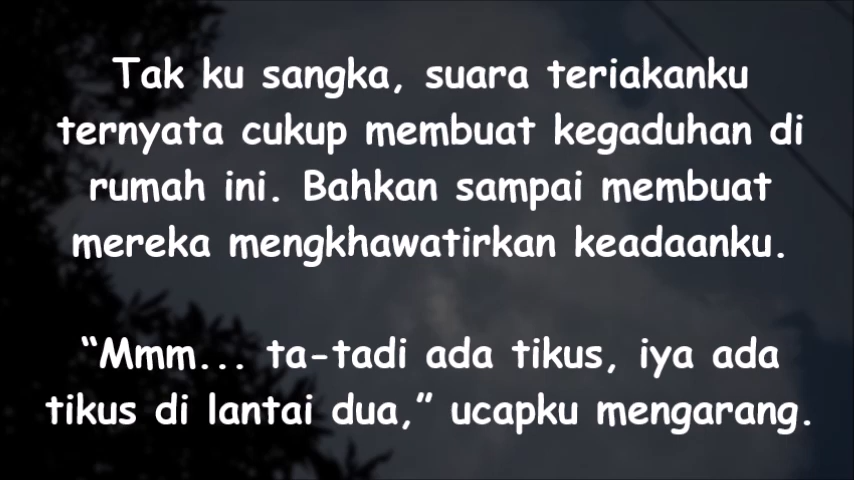 Tak ku sangka, suara teriakanku
ternyata cukup membuat kegaduhan di
rumah ini. Bahkan sampai membuat
mereka mengkhawatirkan keadaanku.
“Mmm... ta-tadi ada tikus, iya ada
tikus di lantai dua,” ucapku mengarang.